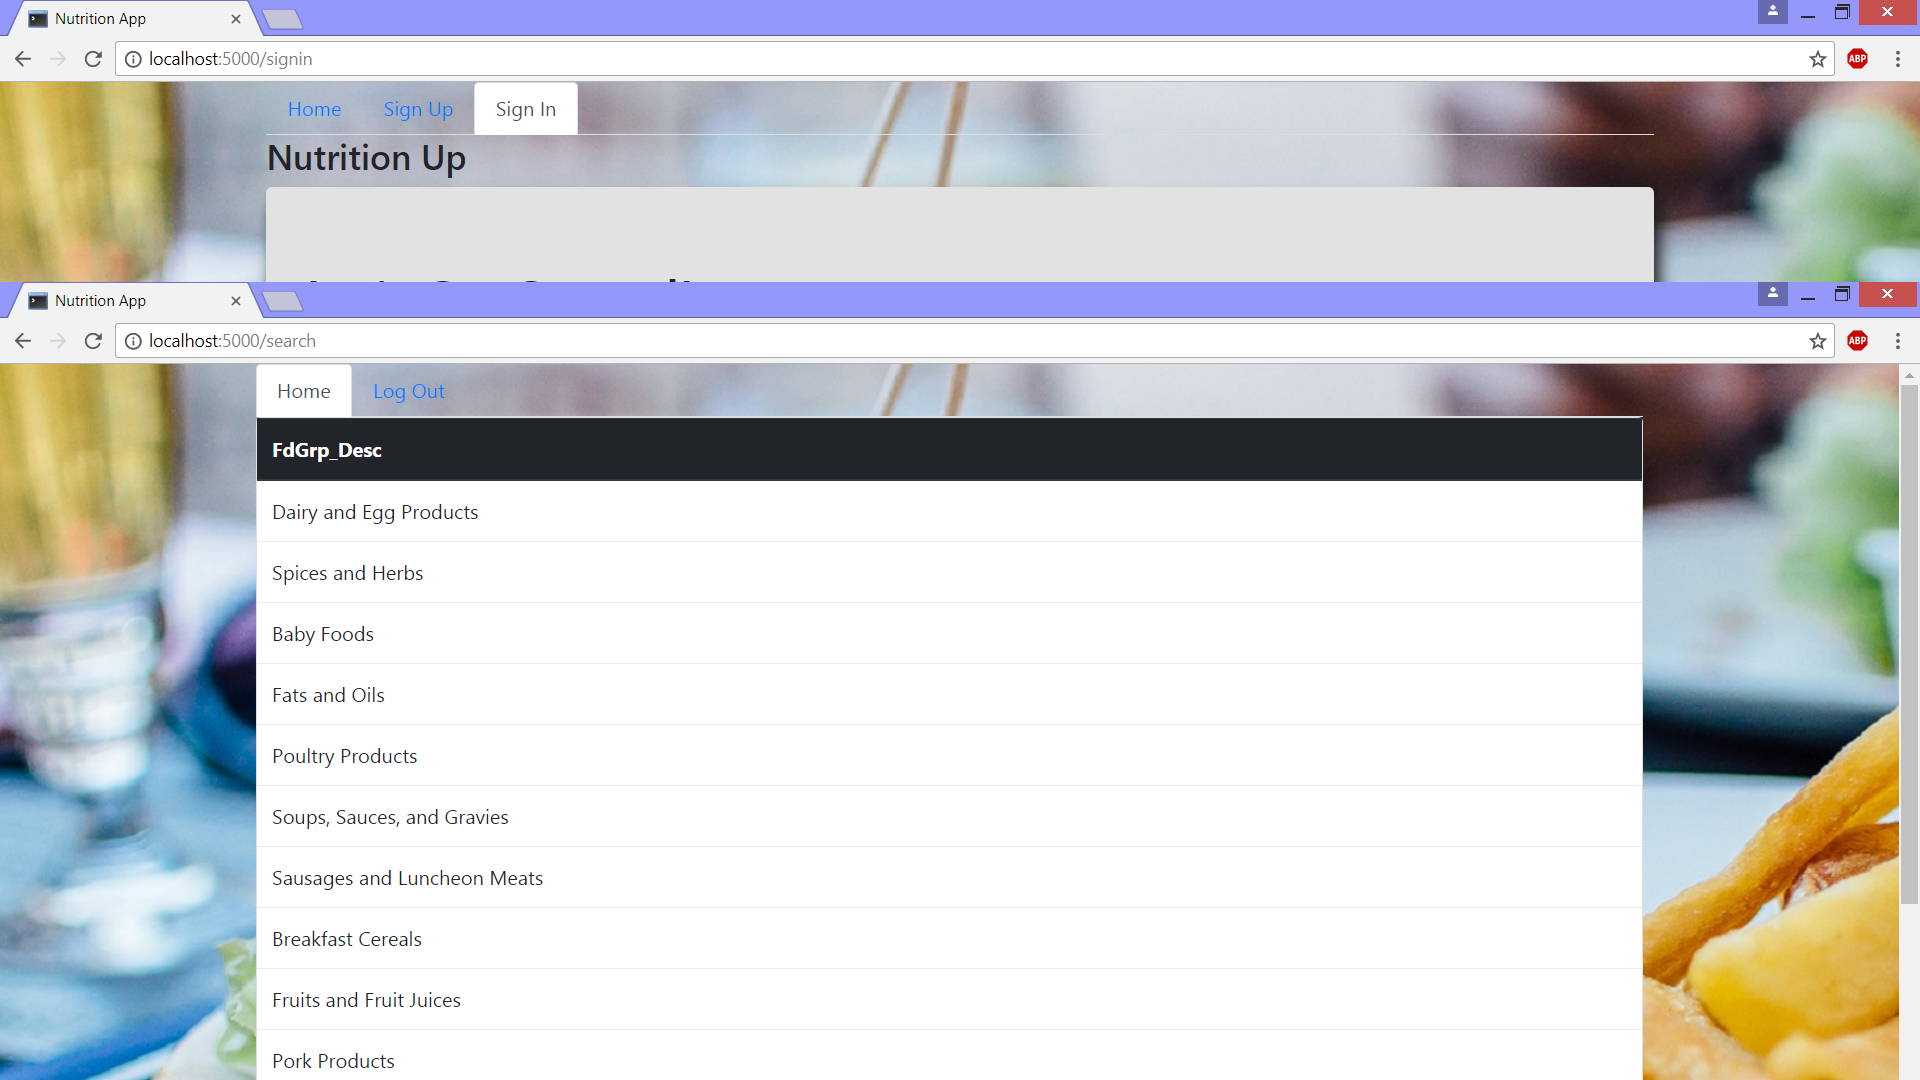 Nutrition App
localhost:5000/signin
ABP
Home Sign Up Sign In
Nutrition Up
Nutrition App
localhost:5000/search
ABP
Home Log Out
FdGrp_Desc
Dairy and Egg Products
Spices and Herbs
Baby Foods
Fats and Oils
Poultry Products
Soups, Sauces, and Gravies
Sausages and Luncheon Meats
Breakfast Cereals
Fruits and Fruit Juices
Pork Products